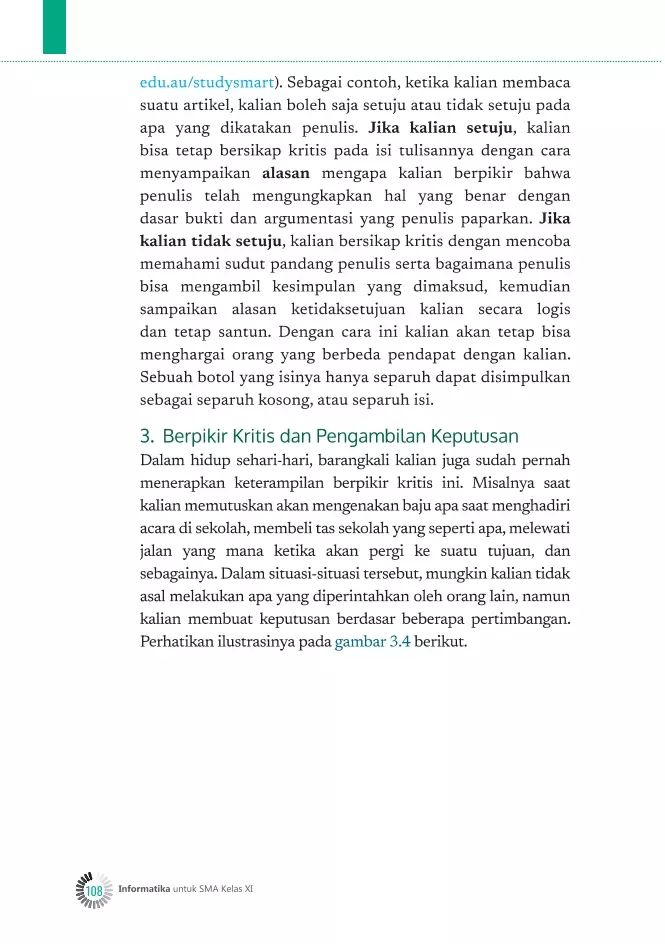 edu.au/studysmart). Sebagai contoh, ketika kalian membaca
suatu artikel, kalian boleh saja setuju atau tidak setuju pada
apa yang dikatakan penulis. Jika kalian setuju, kalian
bisa tetap bersikap kritis pada isi tulisannya dengan cara
menyampaikan alasan mengapa kalian berpikir bahwa
penulis telah mengungkapkan hal yang benar dengan
dasar bukti dan argumentasi yang penulis paparkan. Jika
kalian tidak setuju, kalian bersikap kritis dengan mencoba
memahami sudut pandang penulis serta bagaimana penulis
bisa mengambil kesimpulan yang dimaksud, kemudian
sampaikan alasan ketidaksetujuan kalian secara logis
dan tetap santun. Dengan cara ini kalian akan tetap bisa
menghargai orang yang berbeda pendapat dengan kalian.
Sebuah botol yang isinya hanya separuh dapat disimpulkan
sebagai separuh kosong, atau separuh isi.
3. Berpikir Kritis dan Pengambilan Keputusan
Dalam hidup sehari-hari, barangkali kalian juga sudah pernah
menerapkan keterampilan berpikir kritis ini. Misalnya saat
kalian memutuskan akan mengenakan baju apa saat menghadiri
acara di sekolah, membeli tas sekolah yang seperti apa, melewati
jalan yang mana ketika akan pergi ke suatu tujuan, dan
sebagainya. Dalam situasi-situasi tersebut, mungkin kalian tidak
asal melakukan apa yang diperintahkan oleh orang lain, namun
kalian membuat keputusan berdasar beberapa pertimbangan.
Perhatikan ilustrasinya pada gambar 3.4 berikut.
108 Informatika untuk SMA Kelas XI